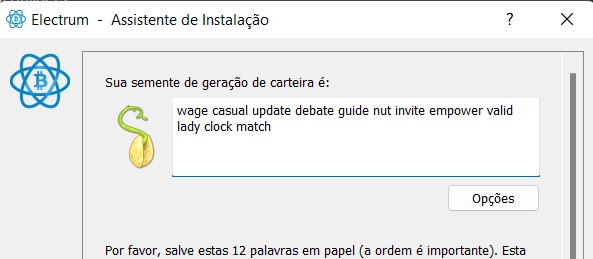 Electrum - Assistente de Instalação
Sua semente de geração de carteira é:
wage casual update debate guide nut invite empower valid
lady clock match
Opções
Por favor, salve estas 12 palavras em papel (a ordem é importante). Esta